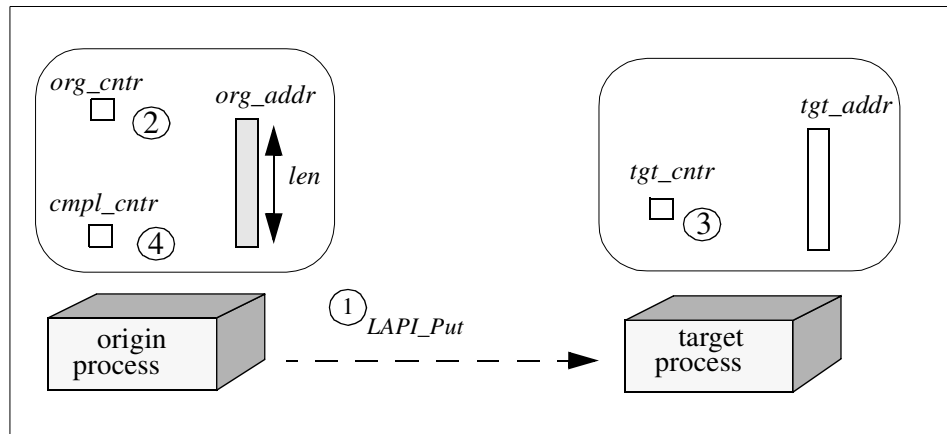 org_cntr
2
org_addr
len
cmpl_cntr
4
tgt_addr
tgt_cntr
3
1
LAPI_Put
origin
process
target
process